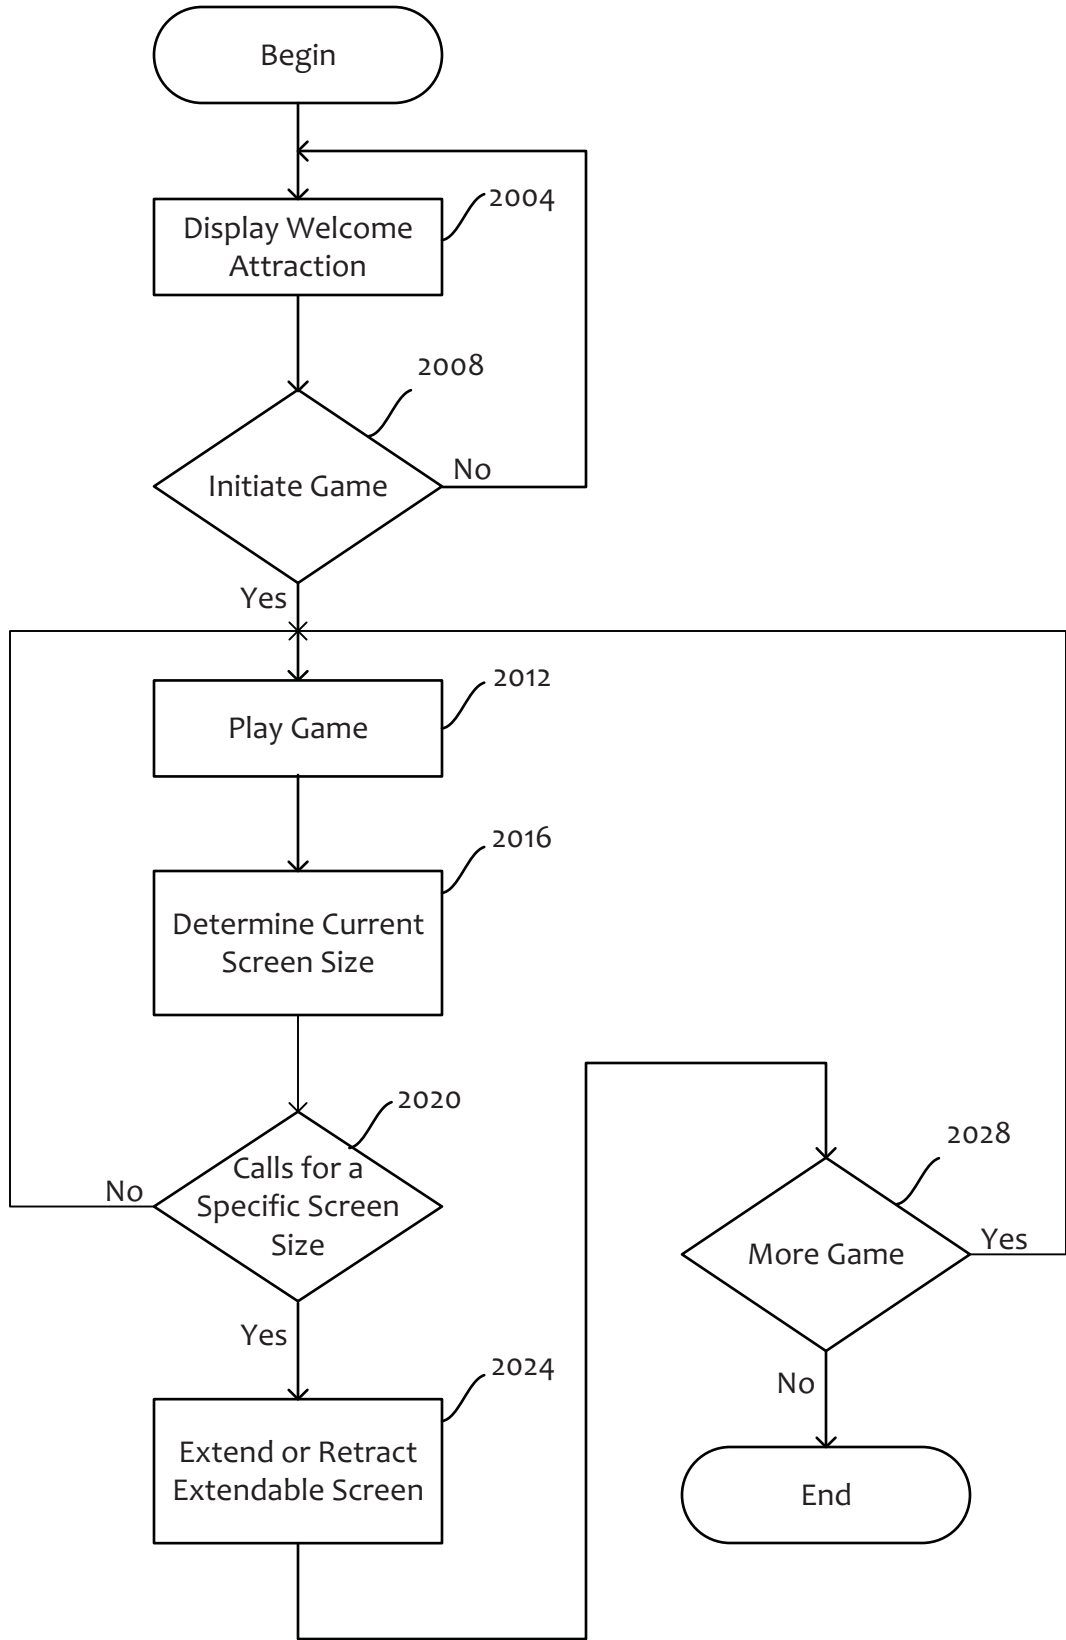 Begin
2004
Display Welcome
Attraction
2008
Initiate Game
No
Yes
2012
Play Game
2016
Determine Current
Screen Size
2020
Calls for a
Specific Screen
Size
No
Yes
2024
Extend or Retract
Extendable Screen
2028
More Game
Yes
No
End